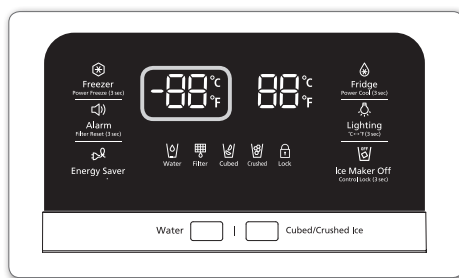 Freezer
Power Freeze (3 sec)
Alarm
Filter Reset (3 sec)
Energy Saver
-88 °C °F
88 °C °F
Fridge
Power Cool (3 sec)
Lighting
°C↔°F (3 sec)
OFF
Ice Maker Off
Control Lock (3 sec)
Water Filter Cubed Crushed Lock
Water | Cubed/Crushed Ice